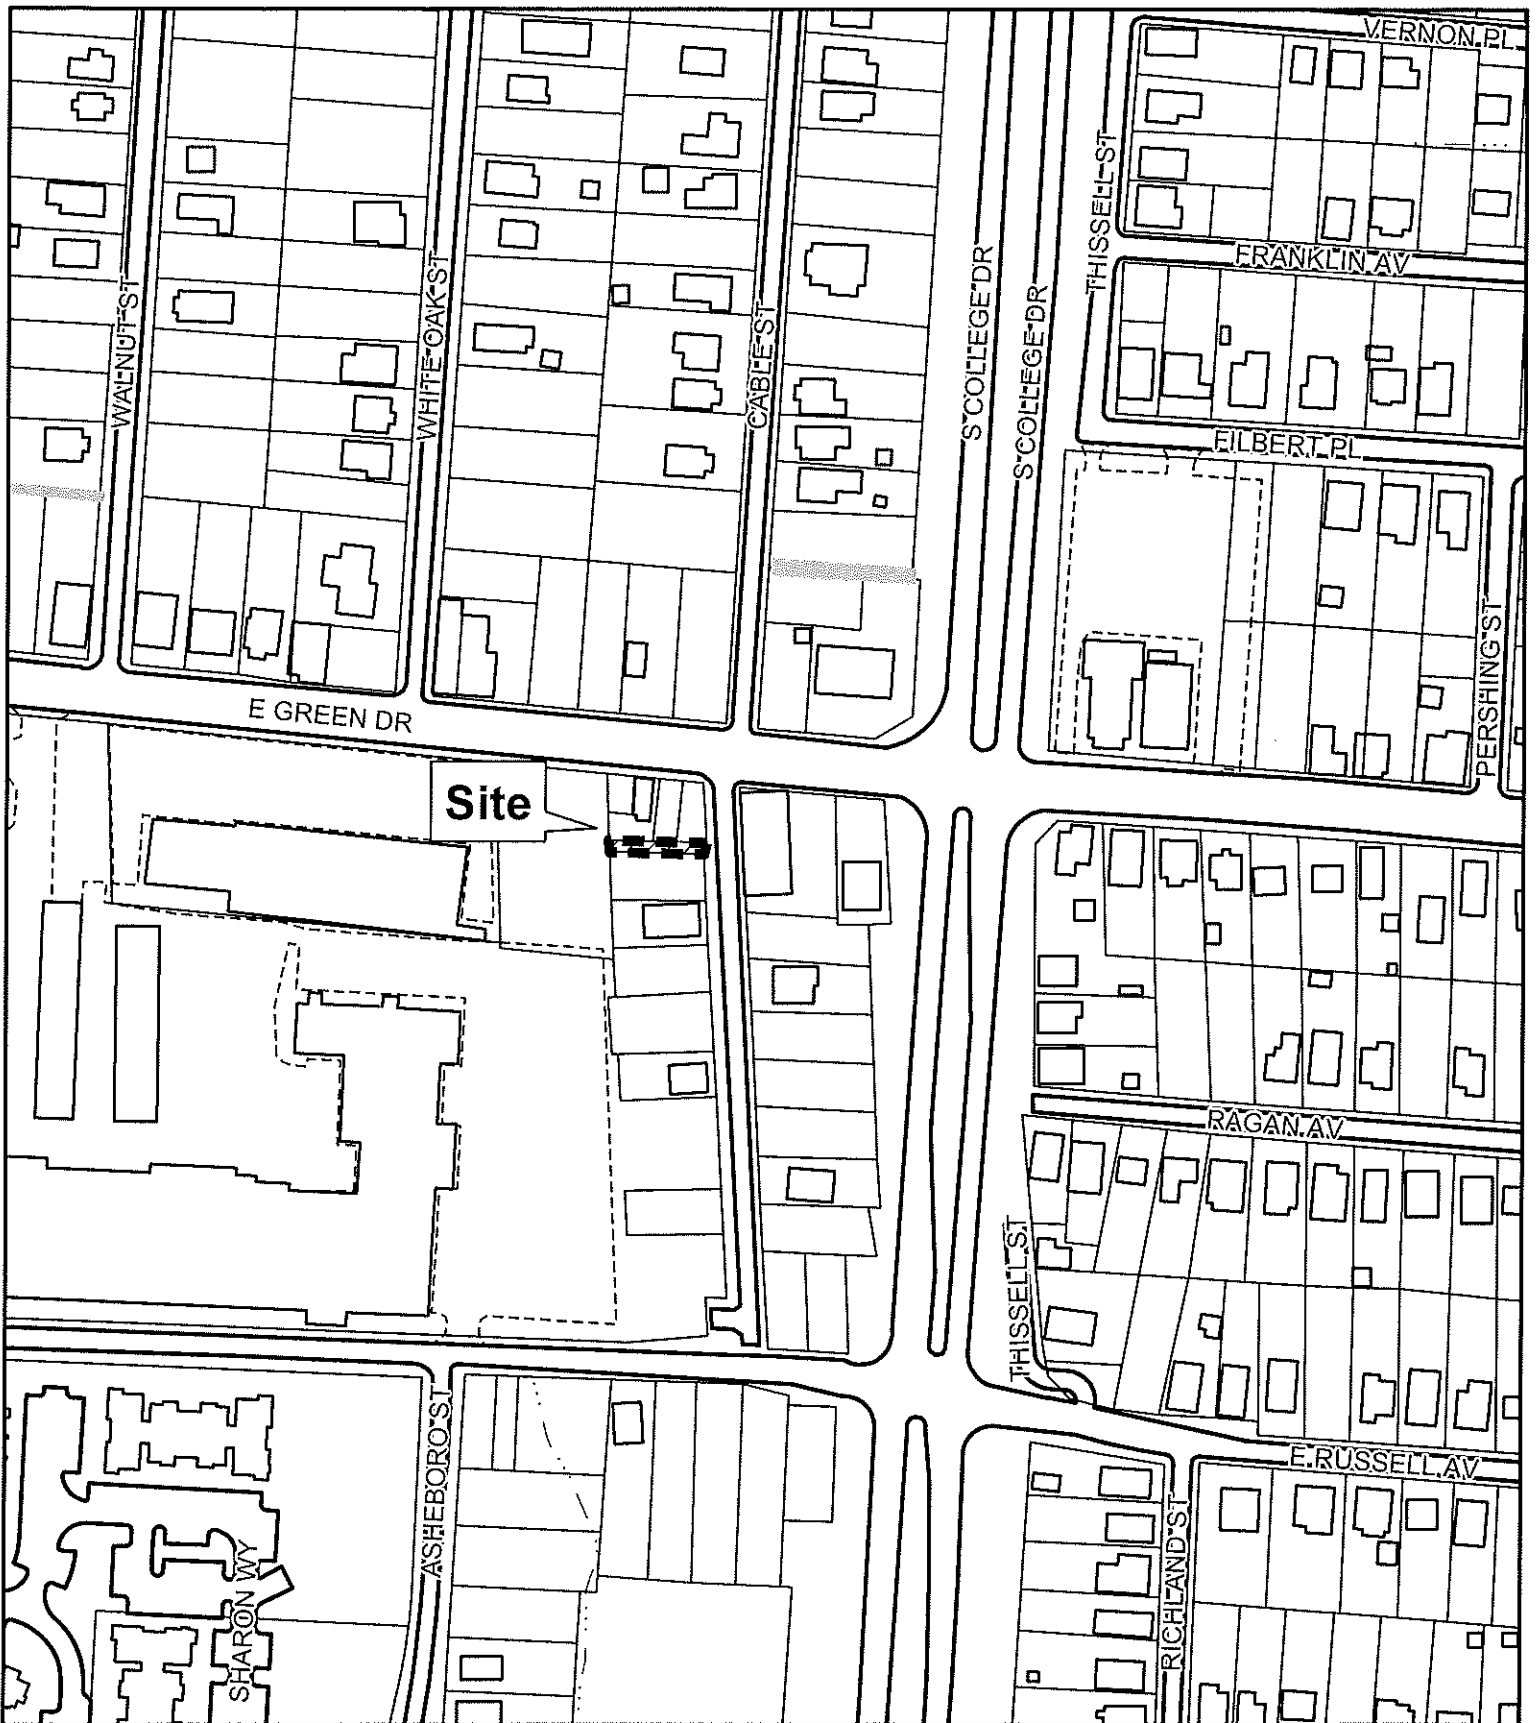 VERNON PL
THISSELL ST
FRANKLIN AV
WALNUT ST
WHITE OAK ST
CABLE ST
S COLLEGE DR
S COLLEGE DR
FILBERT PL
PERSHING ST
E GREEN DR
Site
RAGAN AV
THISSELL ST
ASHEBORO ST
E RUSSELL AV
RICHLAND ST
SHARON WY